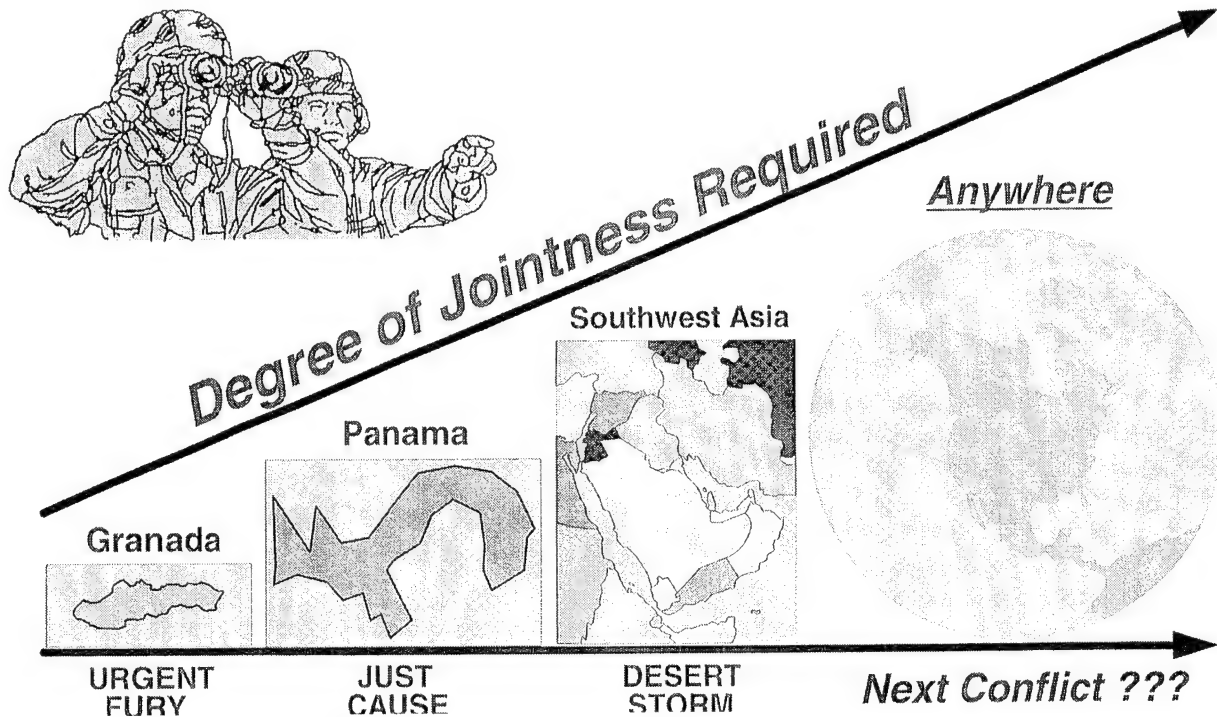 Degree of Jointness Required
Anywhere
Southwest Asia
Panama
Granada
URGENT
FURY
JUST
CAUSE
DESERT
STORM
Next Conflict ???